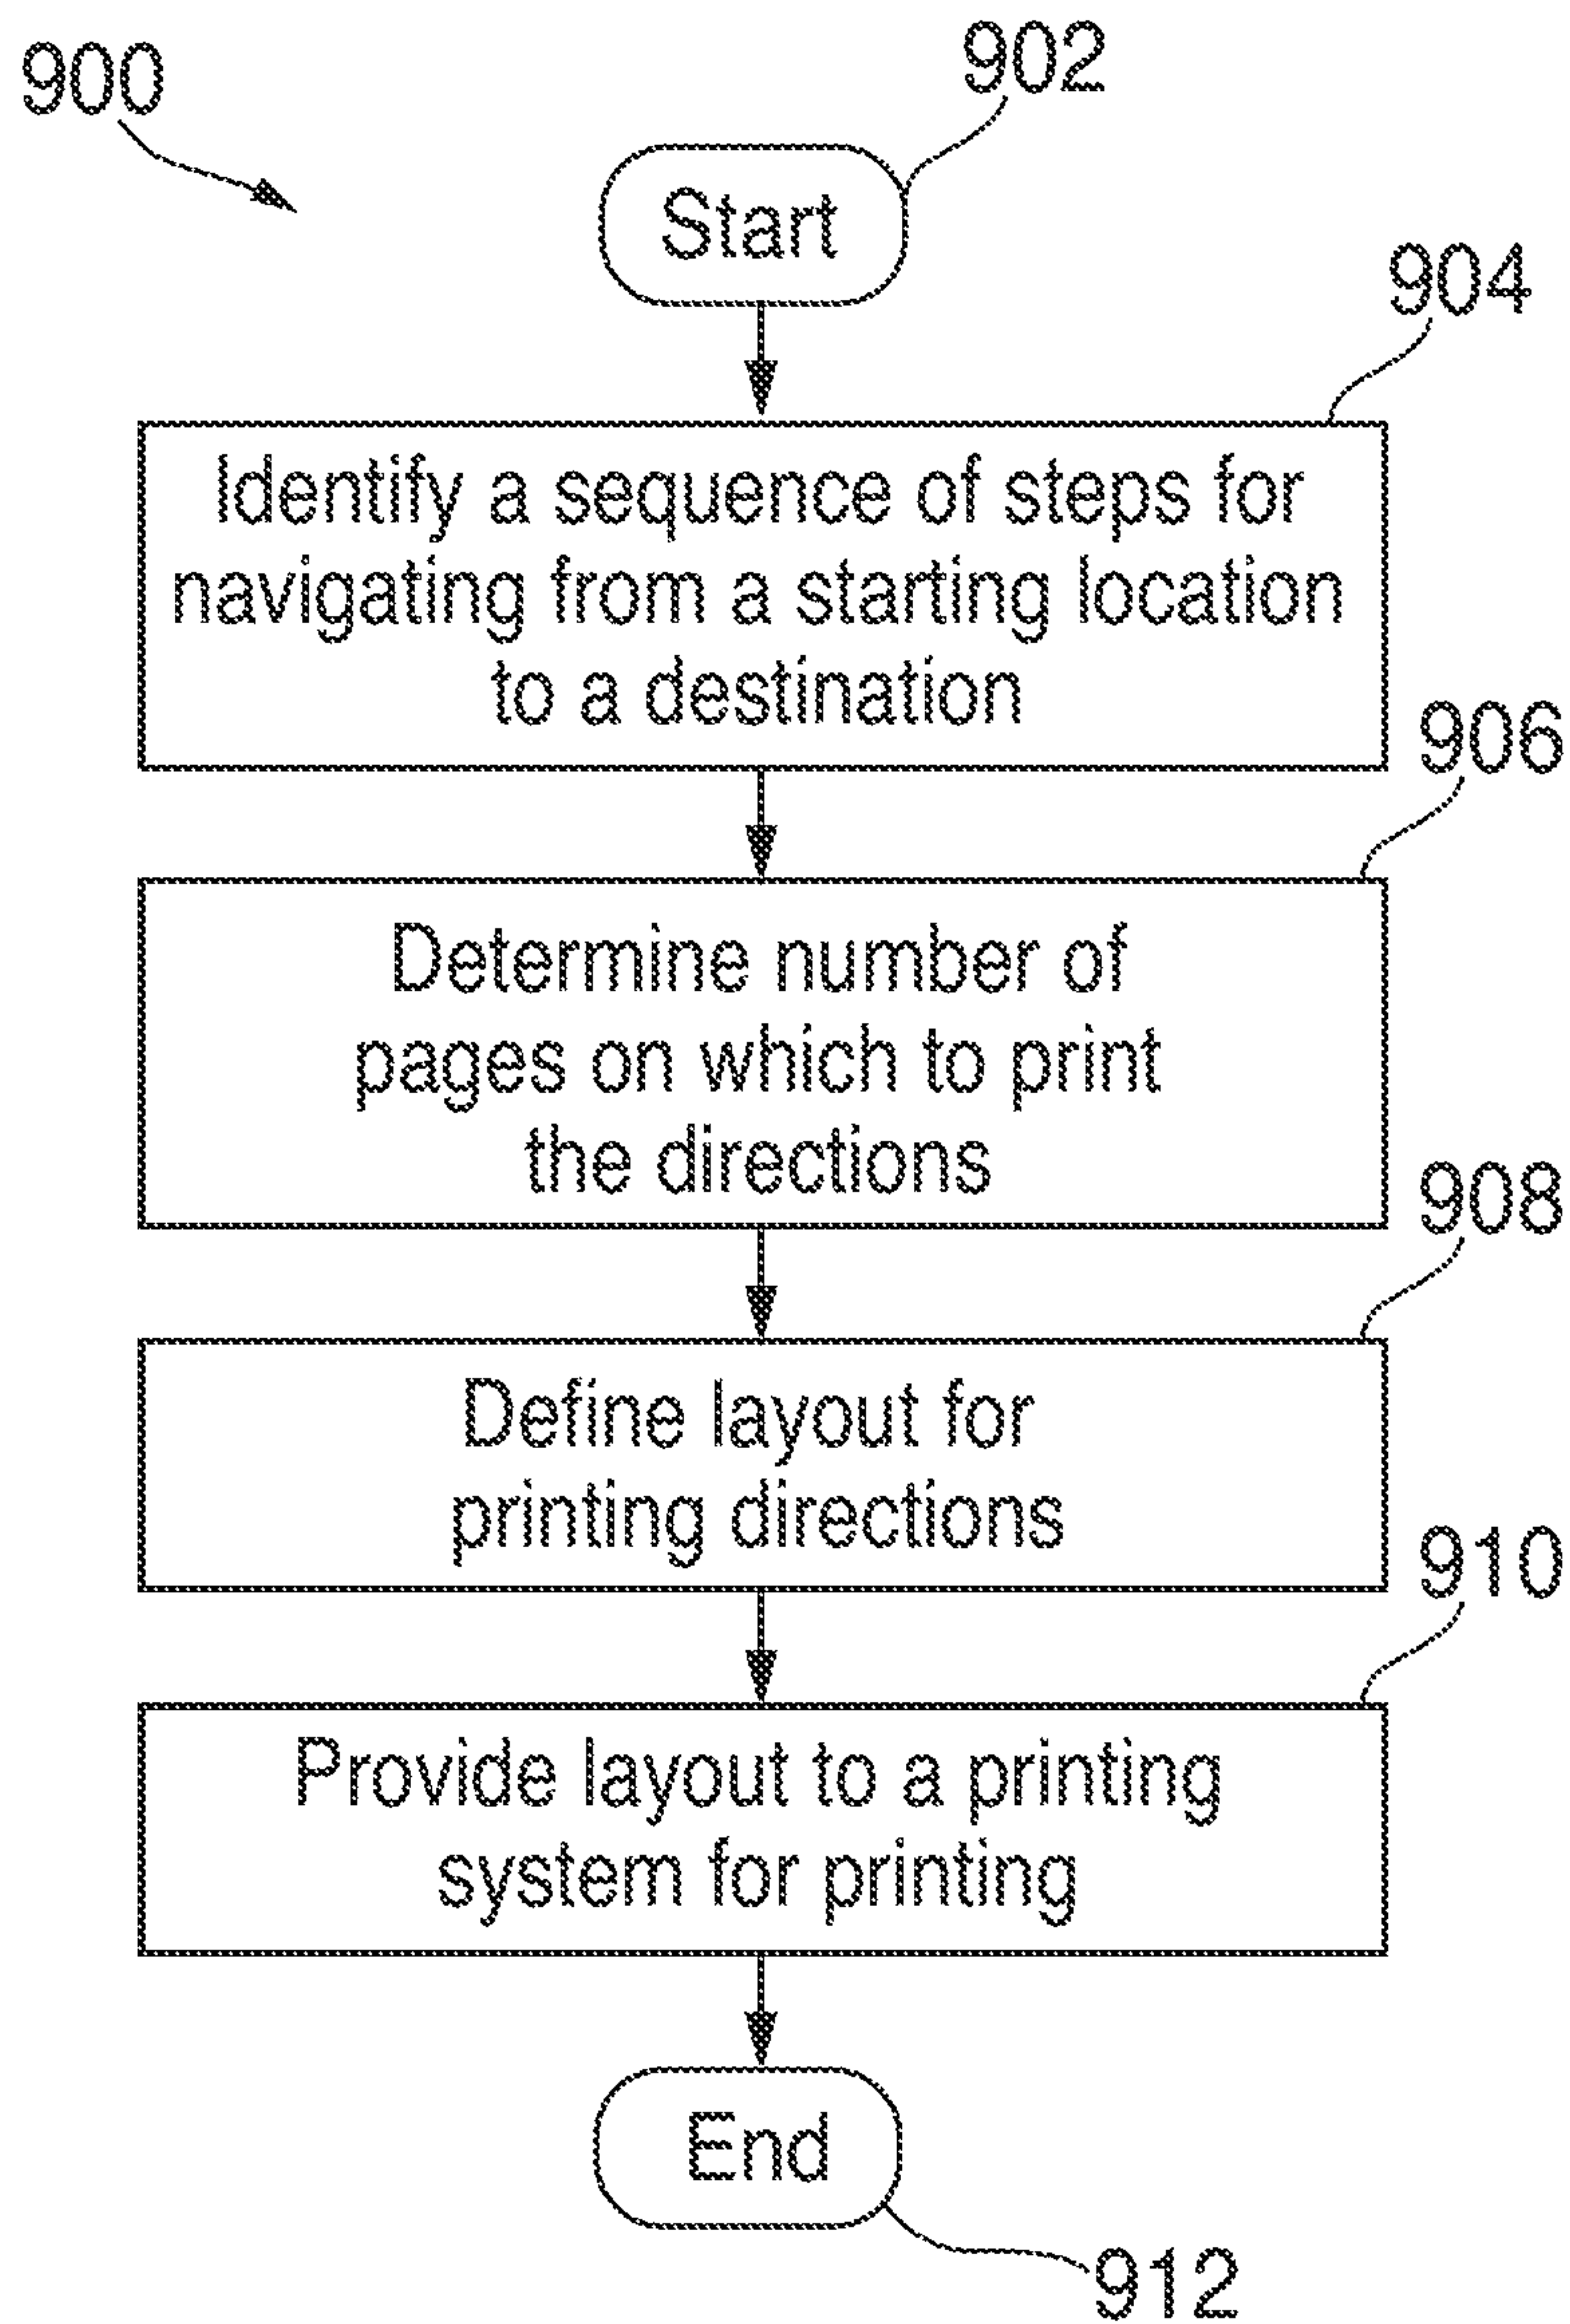 900
902
Start
904
Identify a sequence of steps for
navigating from a starting location
to a destination
906
Determine number of
pages on which to print
the directions
908
Define layout for
printing directions
910
Provide layout to a printing
system for printing
End
912